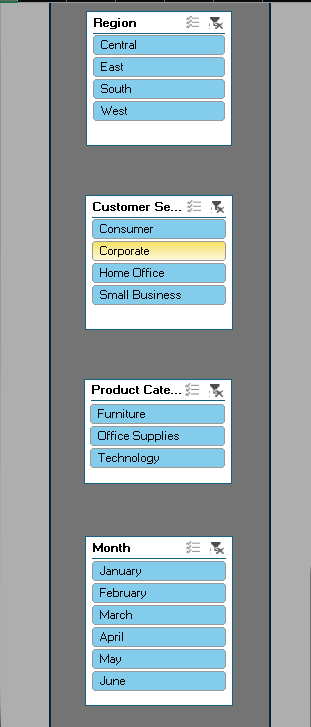 Region
Central
East
South
West
Customer Se...
Consumer
Corporate
Home Office
Small Business
Product Cate...
Furniture
Office Supplies
Technology
Month
January
February
March
April
May
June